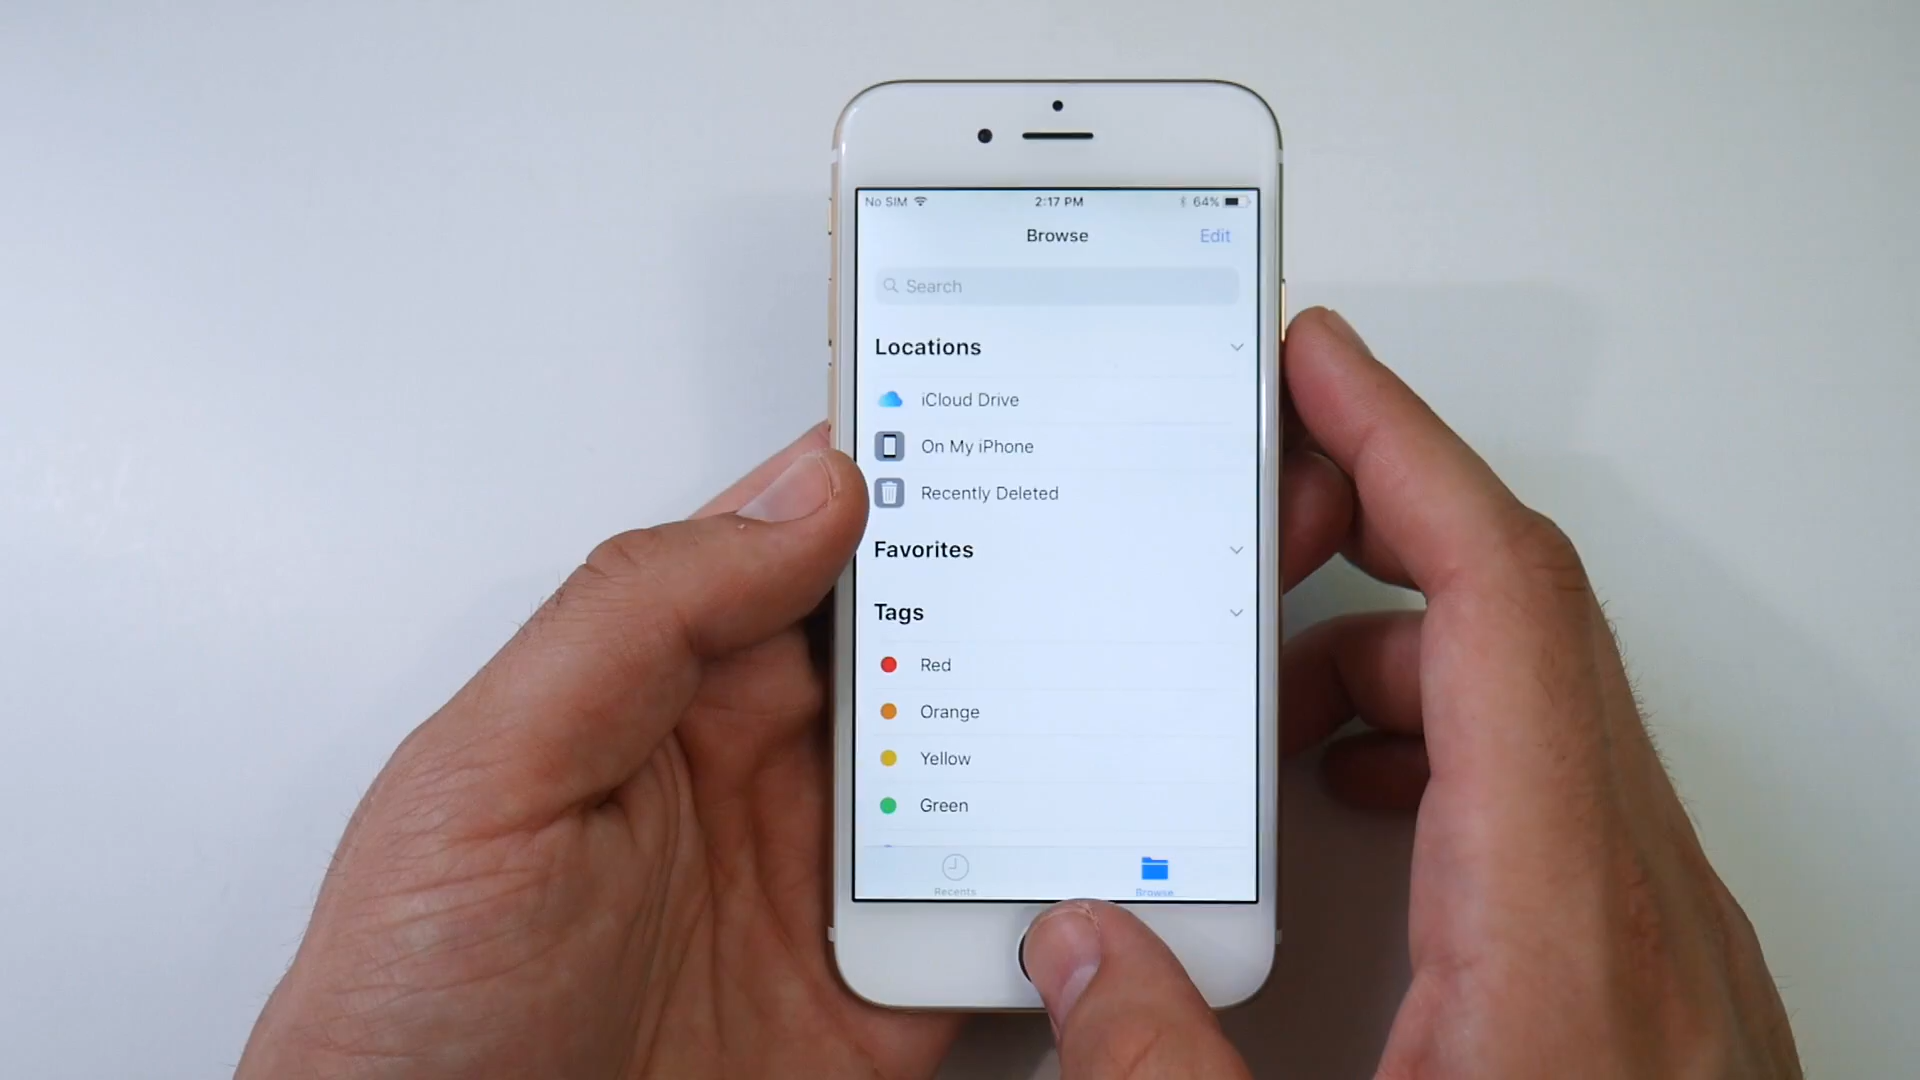 No SIM 2:17 PM 64%
Browse Edit
Search
Locations
iCloud Drive
On My iPhone
Recently Deleted
Favorites
Tags
Red
Orange
Yellow
Green
Recents Browse